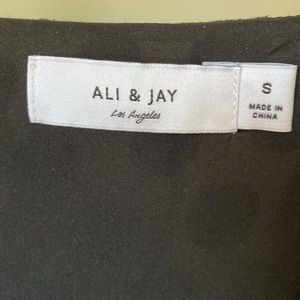 ALI & JAY
Los Angeles
S
MADE IN
CHINA